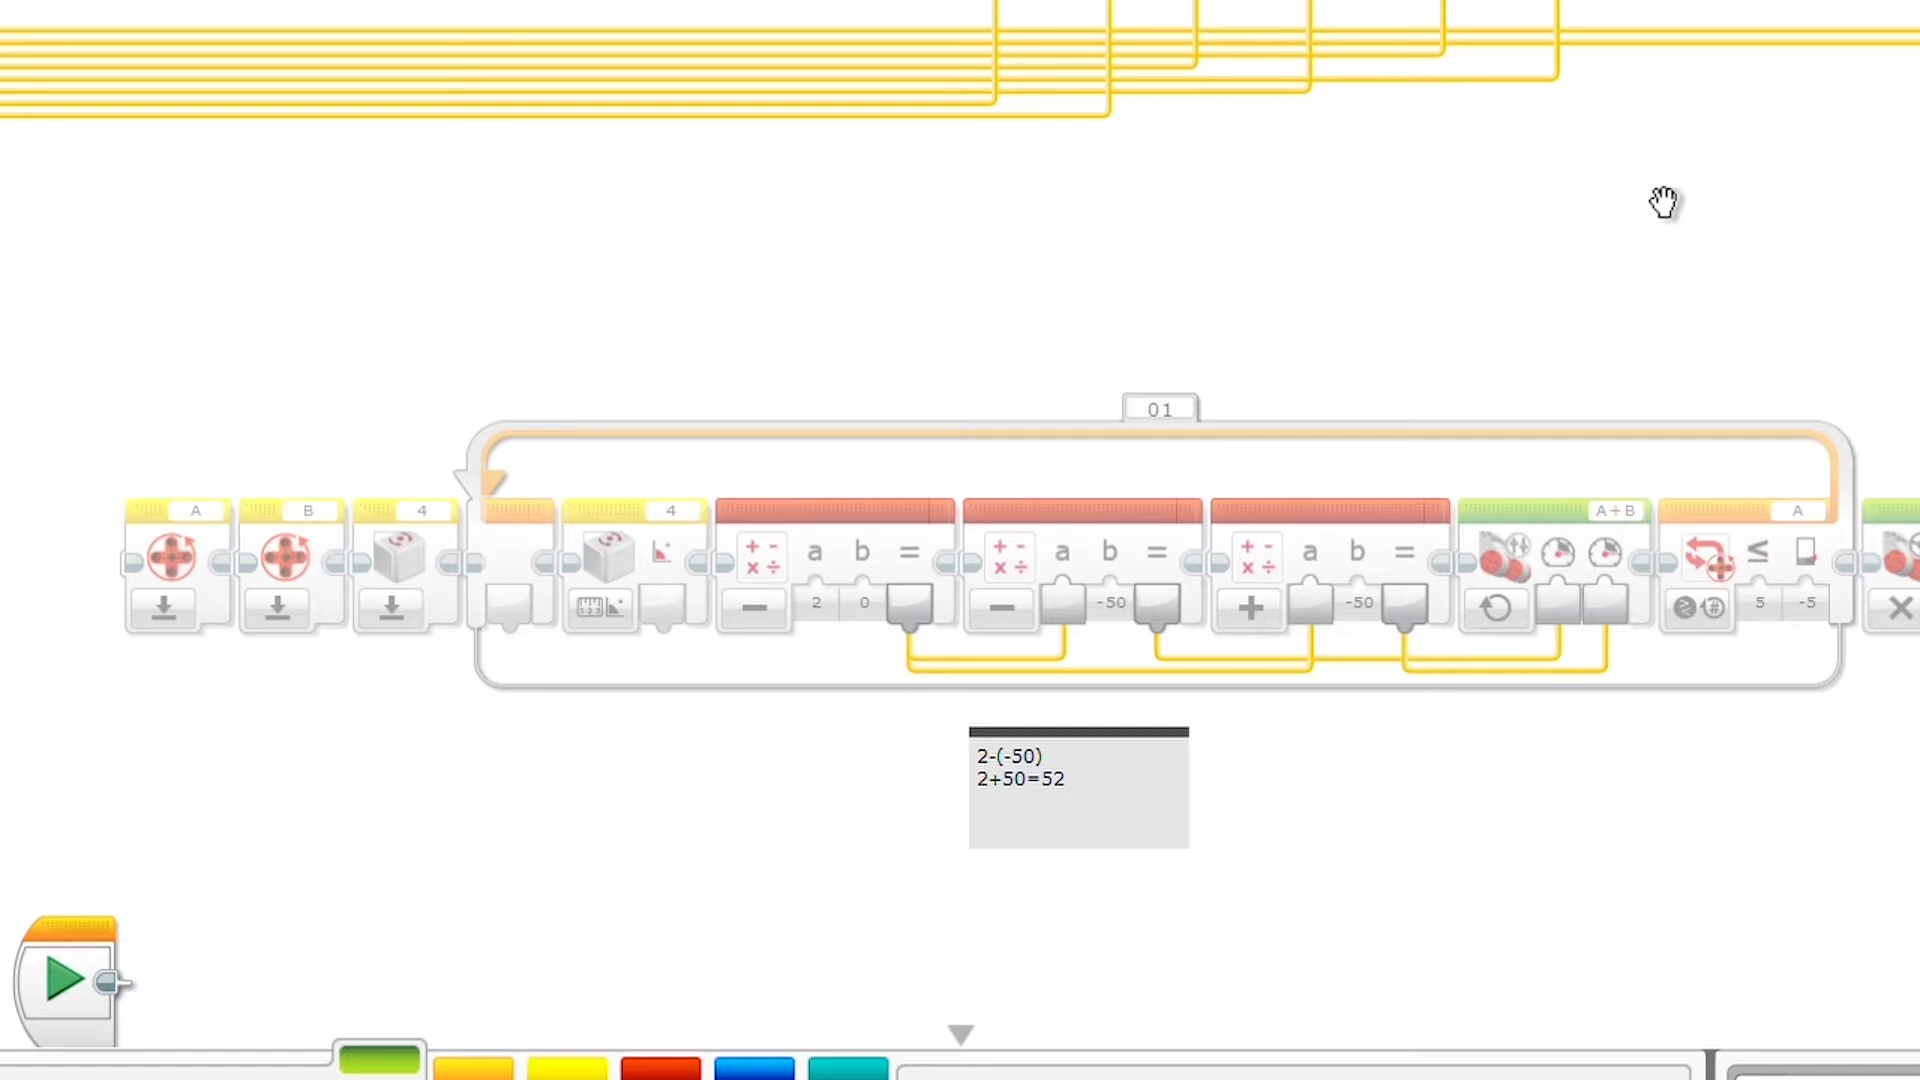 01
A B 4 4 A+B A
a b = a b = a b = ≤
2 0 -50 -50 5 -5
2-(-50)
2+50=52